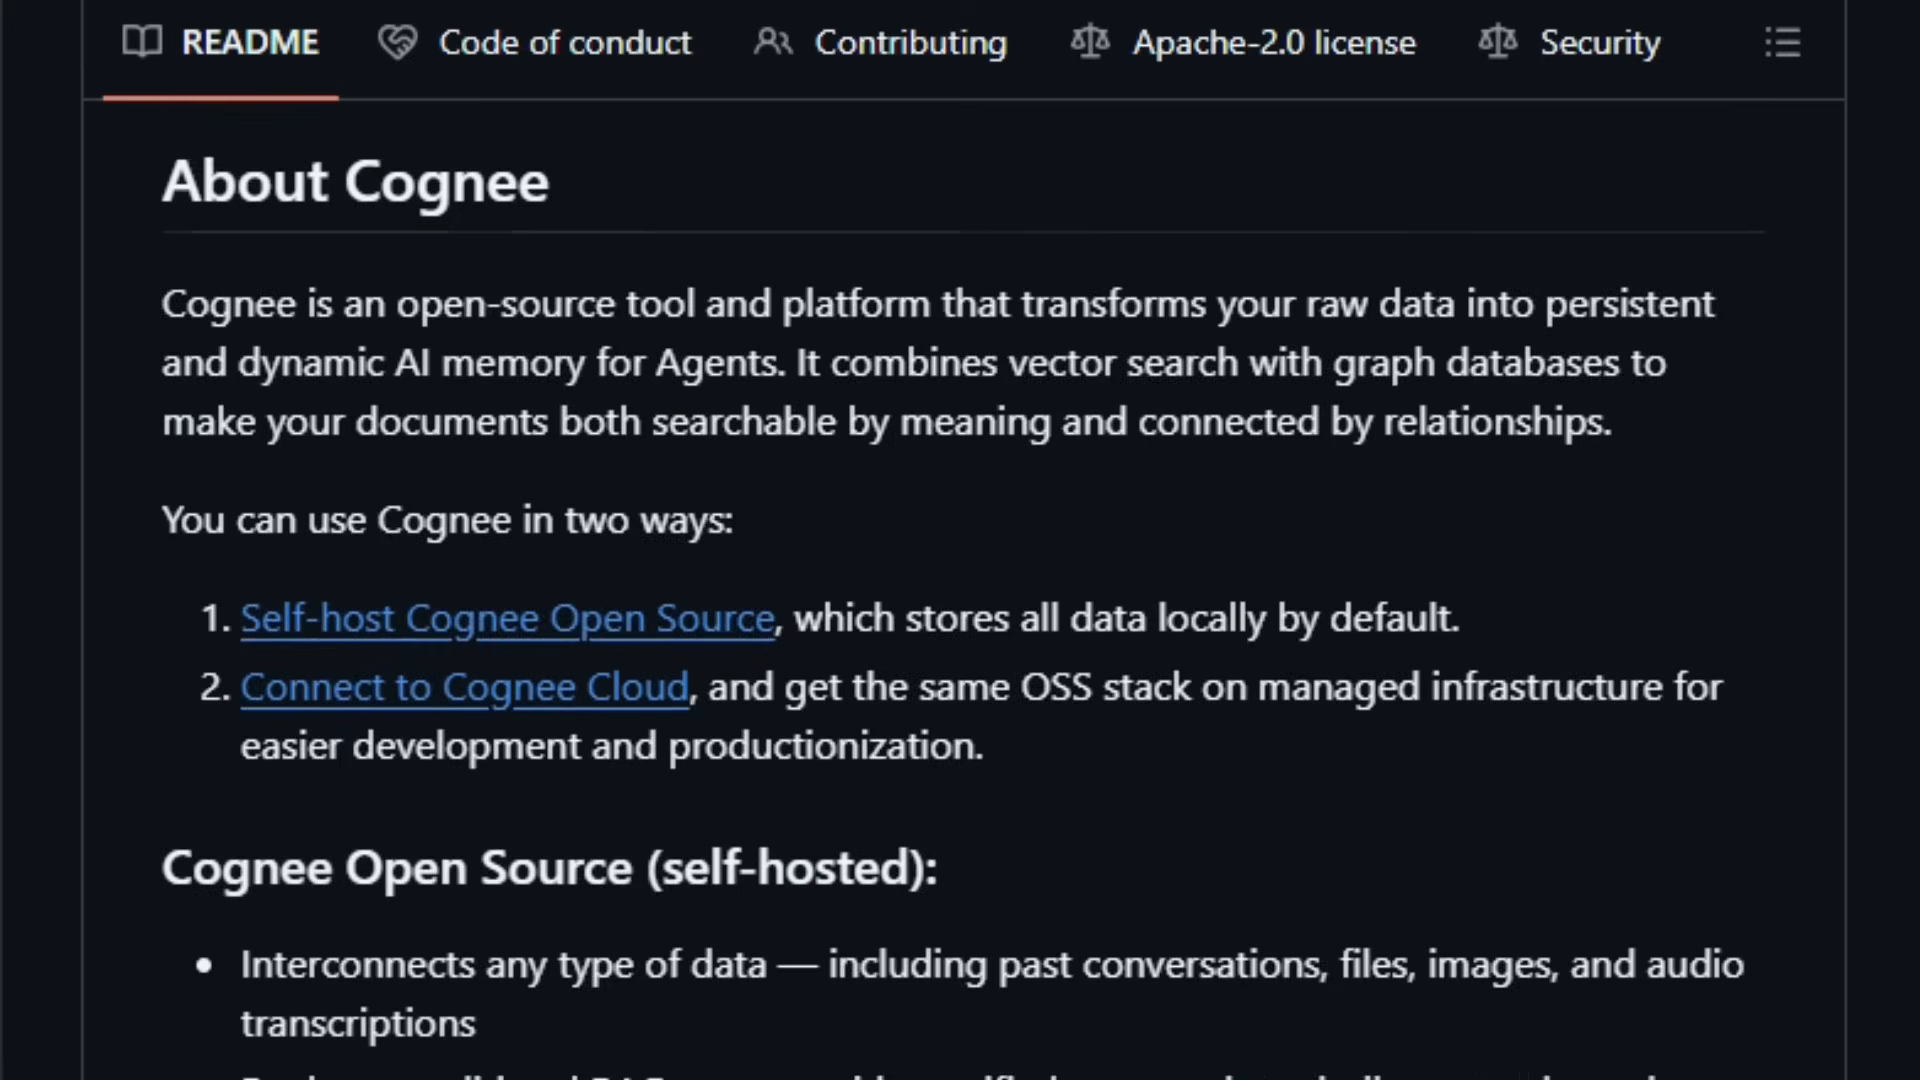 README Code of conduct Contributing Apache-2.0 license Security
About Cognee
Cognee is an open-source tool and platform that transforms your raw data into persistent
and dynamic AI memory for Agents. It combines vector search with graph databases to
make your documents both searchable by meaning and connected by relationships.
You can use Cognee in two ways:
1. Self-host Cognee Open Source, which stores all data locally by default.
2. Connect to Cognee Cloud, and get the same OSS stack on managed infrastructure for
easier development and productionization.
Cognee Open Source (self-hosted):
• Interconnects any type of data — including past conversations, files, images, and audio
transcriptions